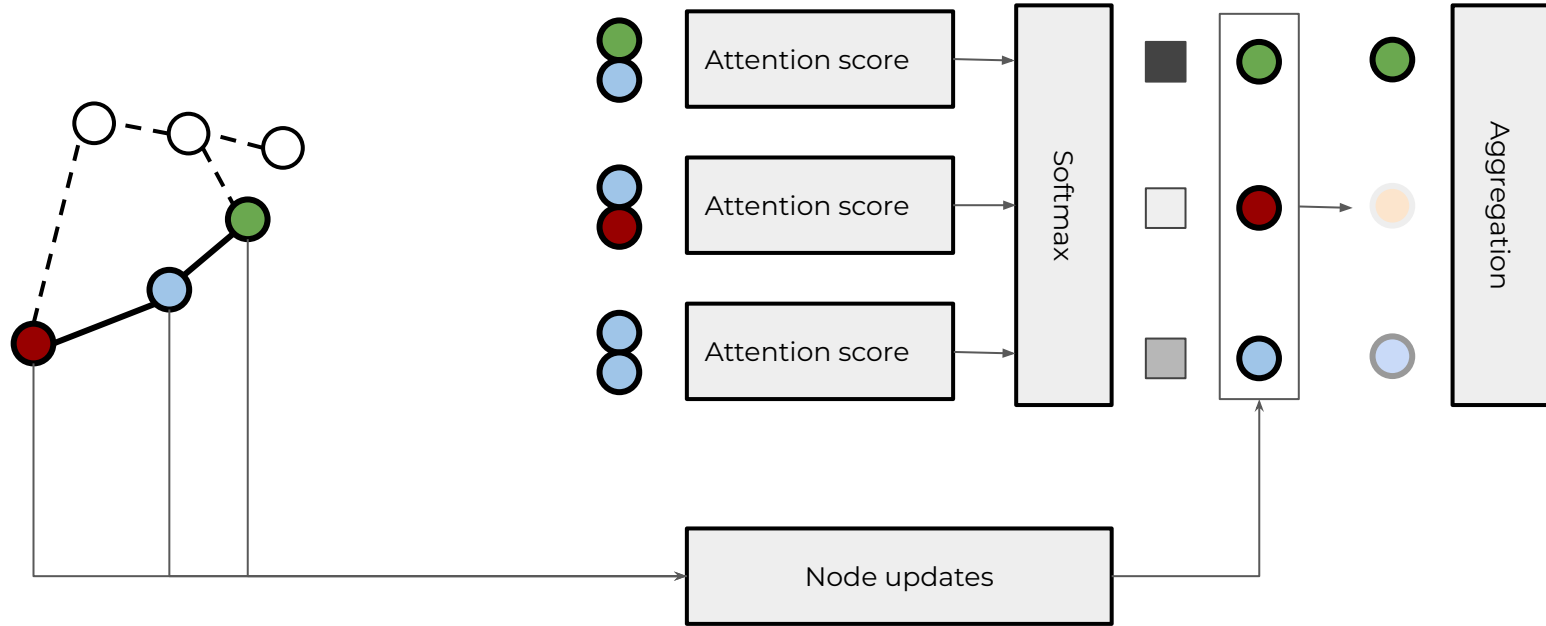 Attention score
Attention score
Attention score
Softmax
Aggregation
Node updates